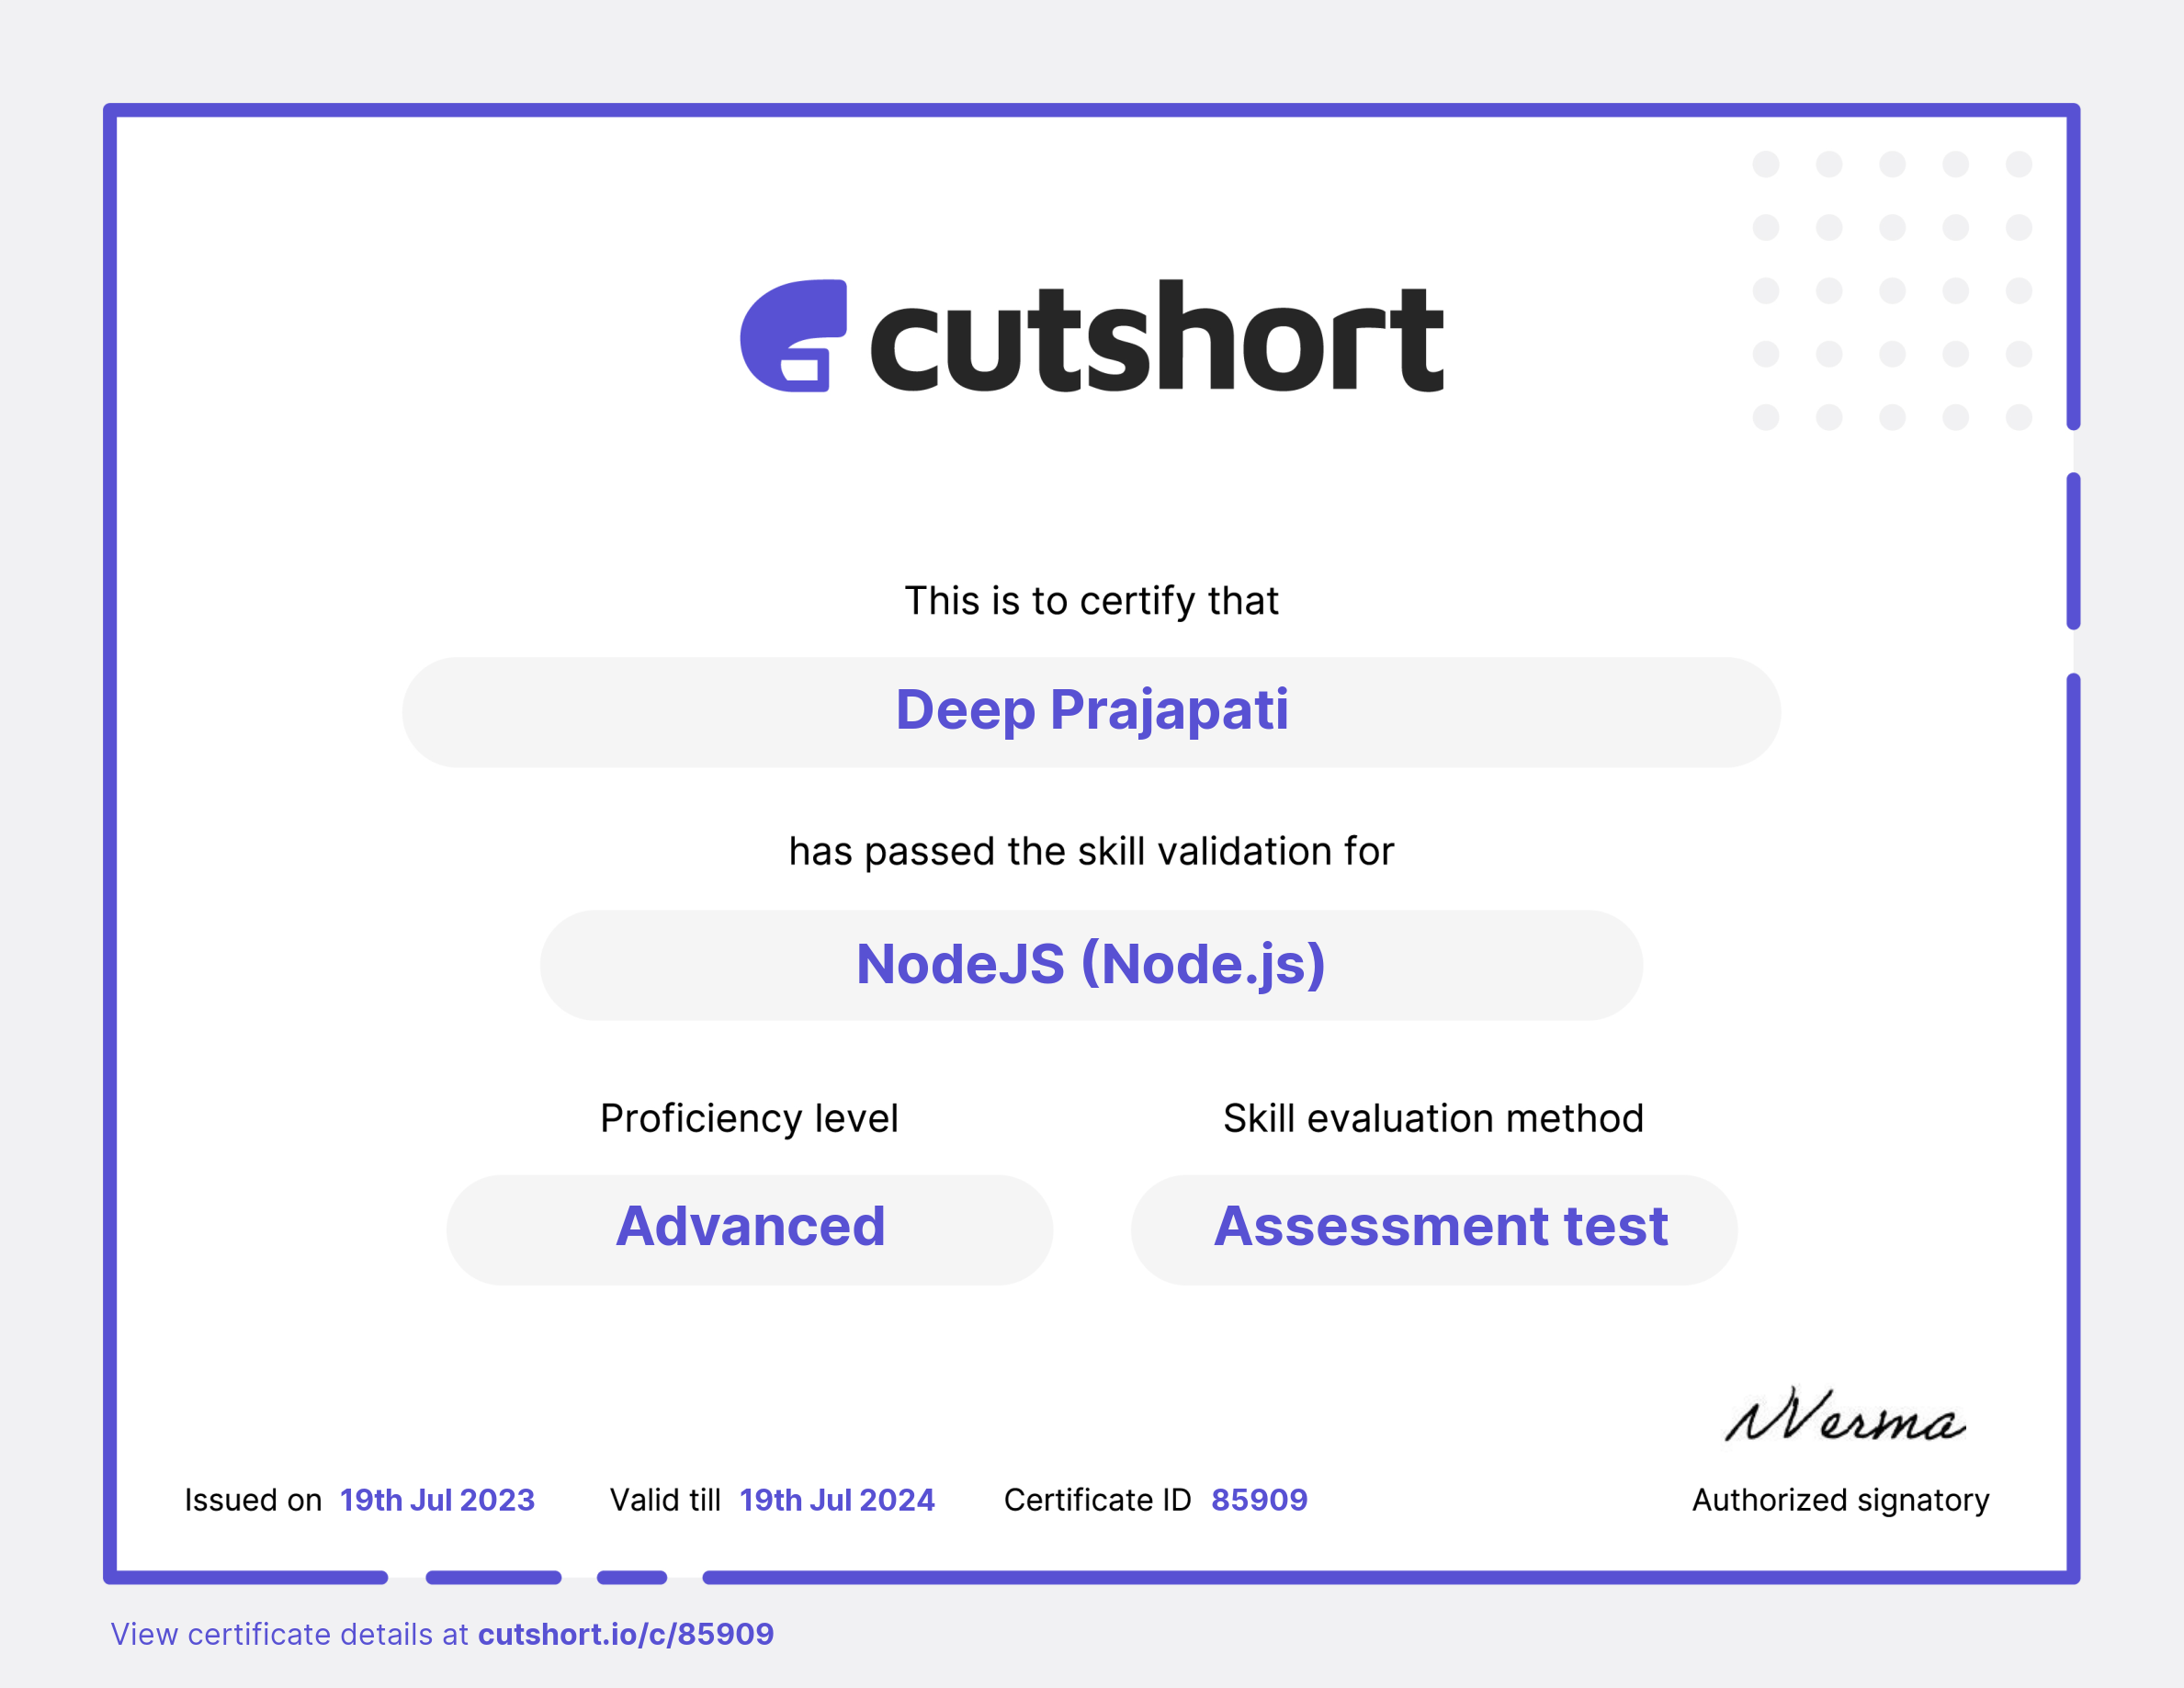 cutshort
This is to certify that
Deep Prajapati
has passed the skill validation for
NodeJS (Node.js)
Proficiency level Skill evaluation method
Advanced Assessment test
Verma
Issued on 19th Jul 2023 Valid till 19th Jul 2024 Certificate ID 85909 Authorized signatory
View certificate details at cutshort.io/c/85909